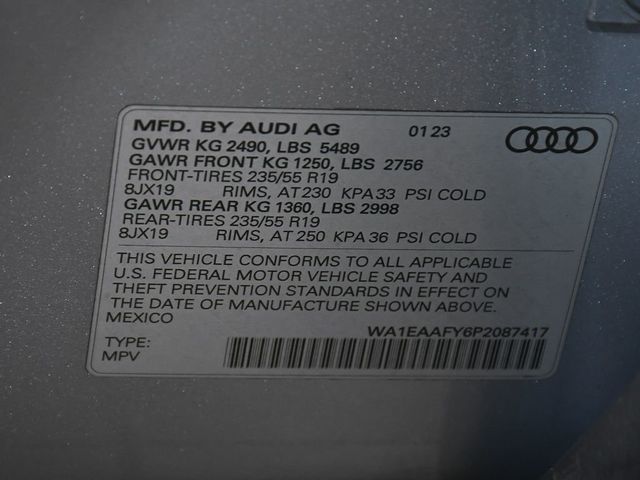 MFD. BY AUDI AG 01 23
GVWR KG 2490, LBS 5489
GAWR FRONT KG 1250, LBS 2756
FRONT-TIRES 235/55 R19
8JX19 RIMS, AT 230 KPA 33 PSI COLD
GAWR REAR KG 1360, LBS 2998
REAR-TIRES 235/55 R19
8JX19 RIMS, AT 250 KPA 36 PSI COLD
THIS VEHICLE CONFORMS TO ALL APPLICABLE
U.S. FEDERAL MOTOR VEHICLE SAFETY AND
THEFT PREVENTION STANDARDS IN EFFECT ON
THE DATE OF MANUFACTURE SHOWN ABOVE.
MEXICO
WA1EAAFY6P2087417
TYPE:
MPV